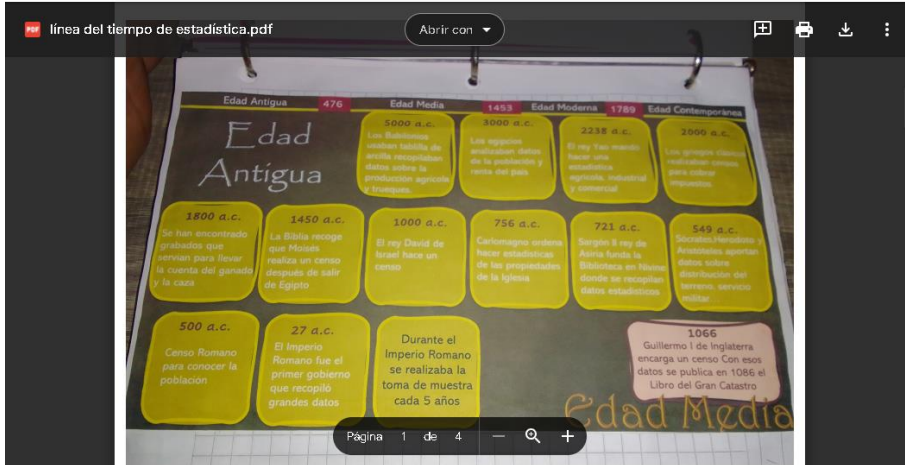 línea del tiempo de estadística.pdf
Abrir con
Edad Antigua 476 Edad Media 1453 Edad Moderna 1789 Edad Contemporánea
Edad
Antigua
5000 a.c.
Los Babilonios
usaban tablilla de
arcilla recopilaban
datos sobre la
producción agrícola
y trueques
3000 a.c.
Los egipcios
analizaban datos
de la población y
renta del país
2238 a.c.
El rey Yao mandó
hacer una
estadística
agrícola, industrial
y comercial
2000 a.c.
Los griegos clásicos
realizaban censos
para cobrar
impuestos
1800 a.c.
Se han encontrado
grabados que
servían para llevar
la cuenta del ganado
y la caza
1450 a.c.
La Biblia recoge
que Moises
realiza un censo
después de salir
de Egipto
1000 a.c.
El rey David de
Israel hace un
censo
756 a.c.
Carlomagno ordena
hacer estadísticas
de las propiedades
de la Iglesia
721 a.c.
Sargón II rey de
Asiria funda la
Biblioteca en Nínive
donde se recopilan
datos estadísticos
549 a.c.
Sócrates, Herodoto y
Aristóteles aportan
datos sobre
distribución del
terreno, servicio
militar
500 a.c.
Censo Romano
para conocer la
población
27 a.c.
El Imperio
Romano fue el
primer gobierno
que recopiló
grandes datos
Durante el
Imperio Romano
se realizaba la
toma de muestra
cada 5 años
1066
Guillermo I de Inglaterra
encarga un censo Con esos
datos se publica en 1086 el
Libro del Gran Catastro
Edad Media
Página 1 de 4